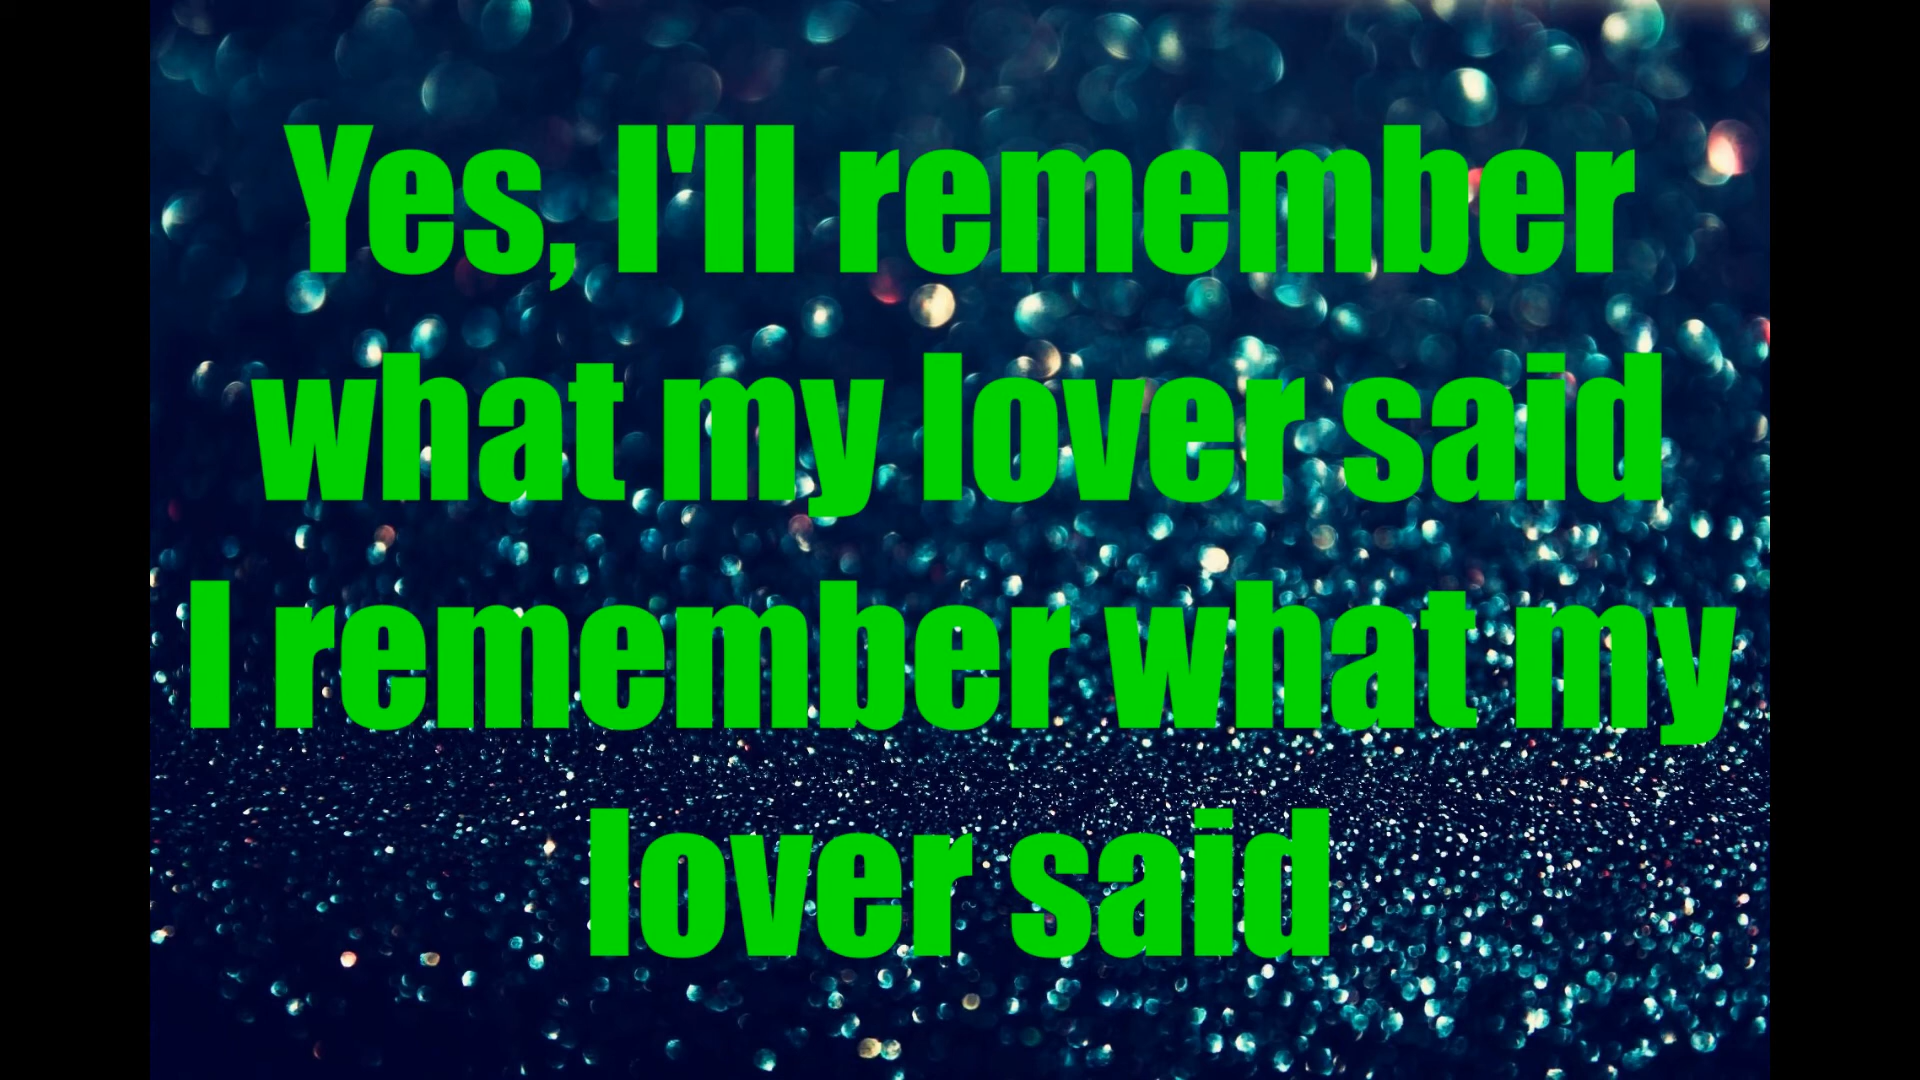 Yes, I'll remember
what my lover said
I remember what my
lover said